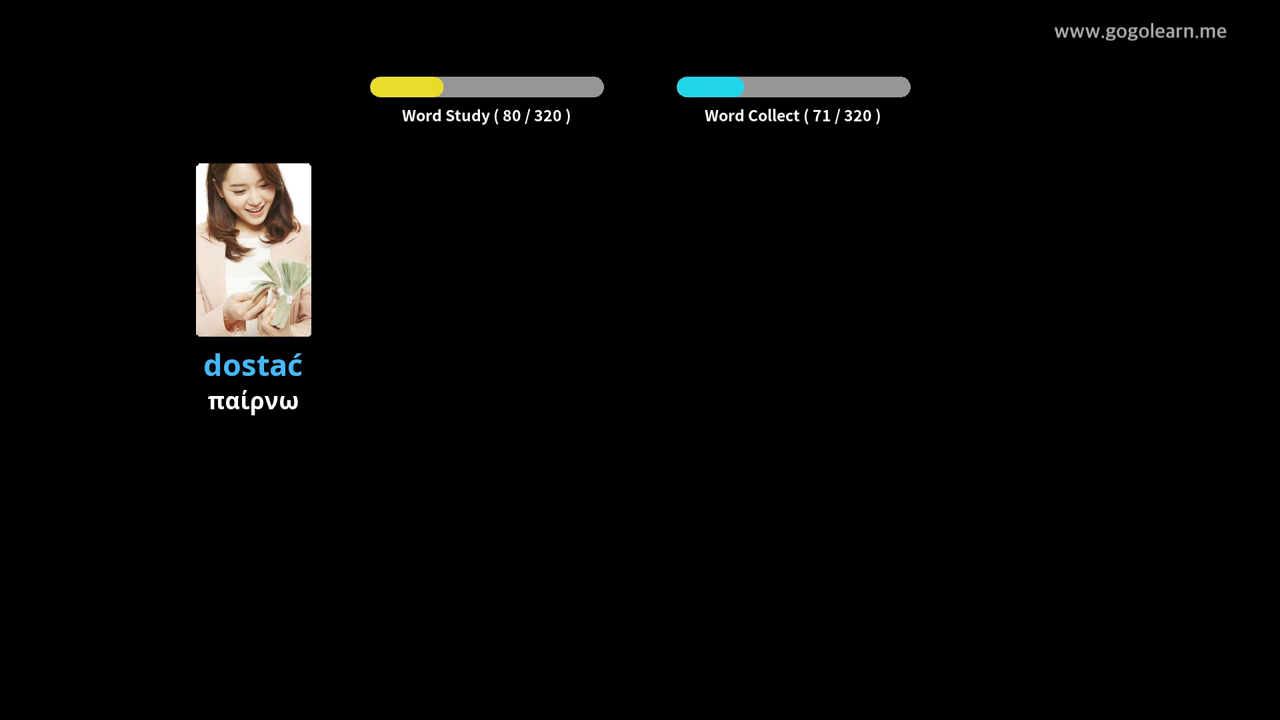 www.gogolearn.me
Word Study ( 80 / 320 )
Word Collect ( 71 / 320 )
dostać
παίρνω